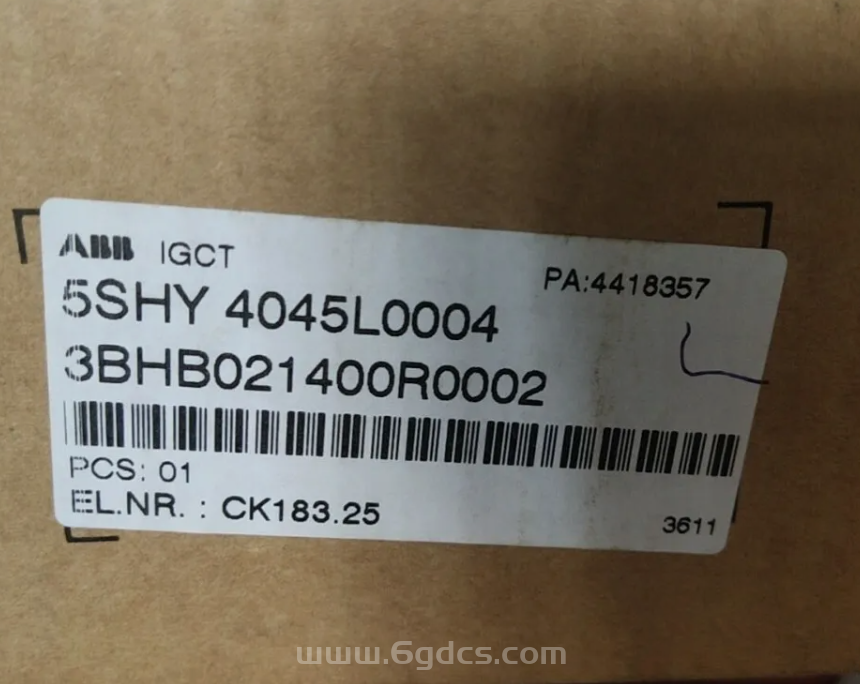 ABB IGCT
PA:4418357
5SHY 4045L0004
3BHB021400R0002
PCS: 01
EL.NR. : CK183.25
3611
www.6gdcs.com